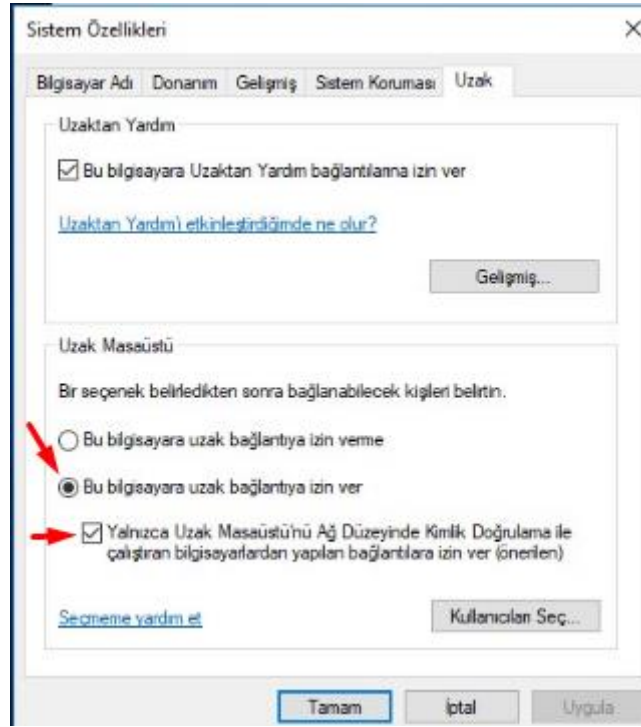 Sistem Özellikleri
Bilgisayar Adı Donanım Gelişmiş Sistem Koruması Uzak
Uzaktan Yardım
Bu bilgisayara Uzaktan Yardım bağlantılarına izin ver
Uzaktan Yardım'ı etkinleştirdiğimde ne olur?
Gelişmiş...
Uzak Masaüstü
Bir seçenek belirledikten sonra bağlanabilecek kişileri belirtin.
Bu bilgisayara uzak bağlantıya izin verme
Bu bilgisayara uzak bağlantıya izin ver
Yalnızca Uzak Masaüstü'nü Ağ Düzeyinde Kimlik Doğrulama ile
çalıştıran bilgisayarlardan yapılan bağlantılara izin ver (önerilen)
Seçmeme yardım et
Kullanıcıları Seç...
Tamam İptal Uygula